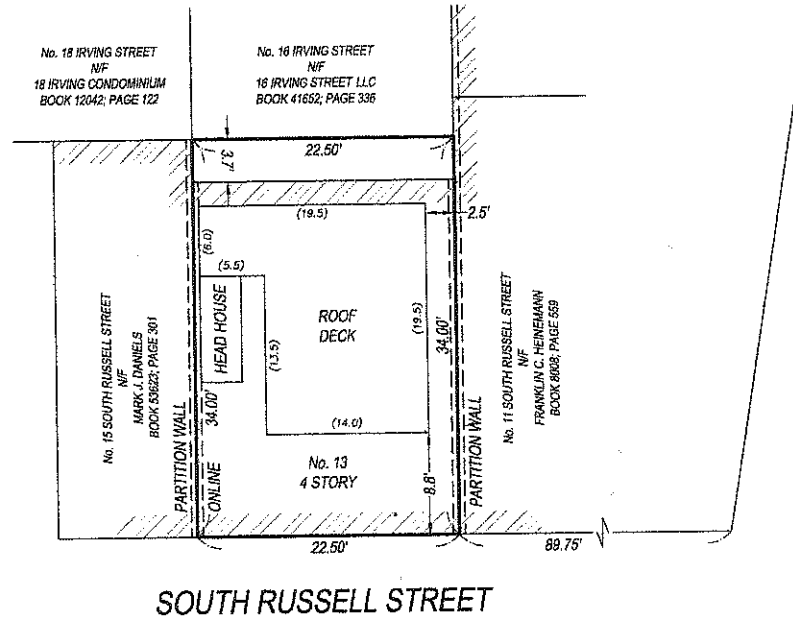 No. 18 IRVING STREET
N/F
18 IRVING CONDOMINIUM
BOOK 12042; PAGE 122
No. 16 IRVING STREET
N/F
16 IRVING STREET LLC
BOOK 41652; PAGE 336
22.50'
3.7'
(19.5)
2.5'
(6.0)
(5.5)
HEAD HOUSE
ROOF
DECK
(13.5)
(19.5)
34.00'
34.00'
(14.0)
No. 15 SOUTH RUSSELL STREET
N/F
MARK J. DANIELS
BOOK 53623; PAGE 301
PARTITION WALL
ONLINE
No. 13
4 STORY
8.8'
PARTITION WALL
No. 11 SOUTH RUSSELL STREET
N/F
FRANKLIN C. HEINEMANN
BOOK 8008; PAGE 559
22.50'
89.75'
SOUTH RUSSELL STREET